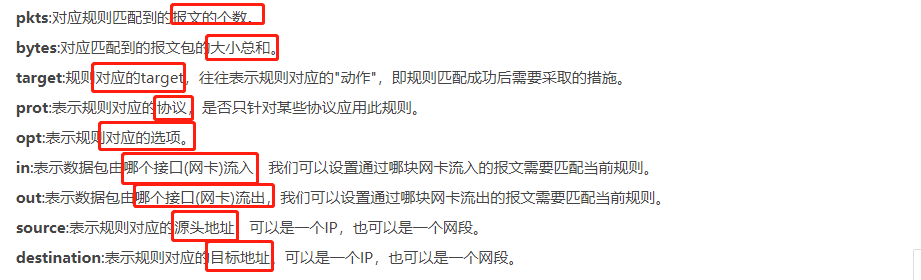 pkts:对应规则匹配到的报文的个数。
bytes:对应匹配到的报文包的大小总和。
target:规则对应的target，往往表示规则对应的"动作"，即规则匹配成功后需要采取的措施。
prot:表示规则对应的协议，是否只针对某些协议应用此规则。
opt:表示规则对应的选项。
in:表示数据包由哪个接口(网卡)流入，我们可以设置通过哪块网卡流入的报文需要匹配当前规则。
out:表示数据包由哪个接口(网卡)流出，我们可以设置通过哪块网卡流出的报文需要匹配当前规则。
source:表示规则对应的源头地址，可以是一个IP，也可以是一个网段。
destination:表示规则对应的目标地址，可以是一个IP，也可以是一个网段。